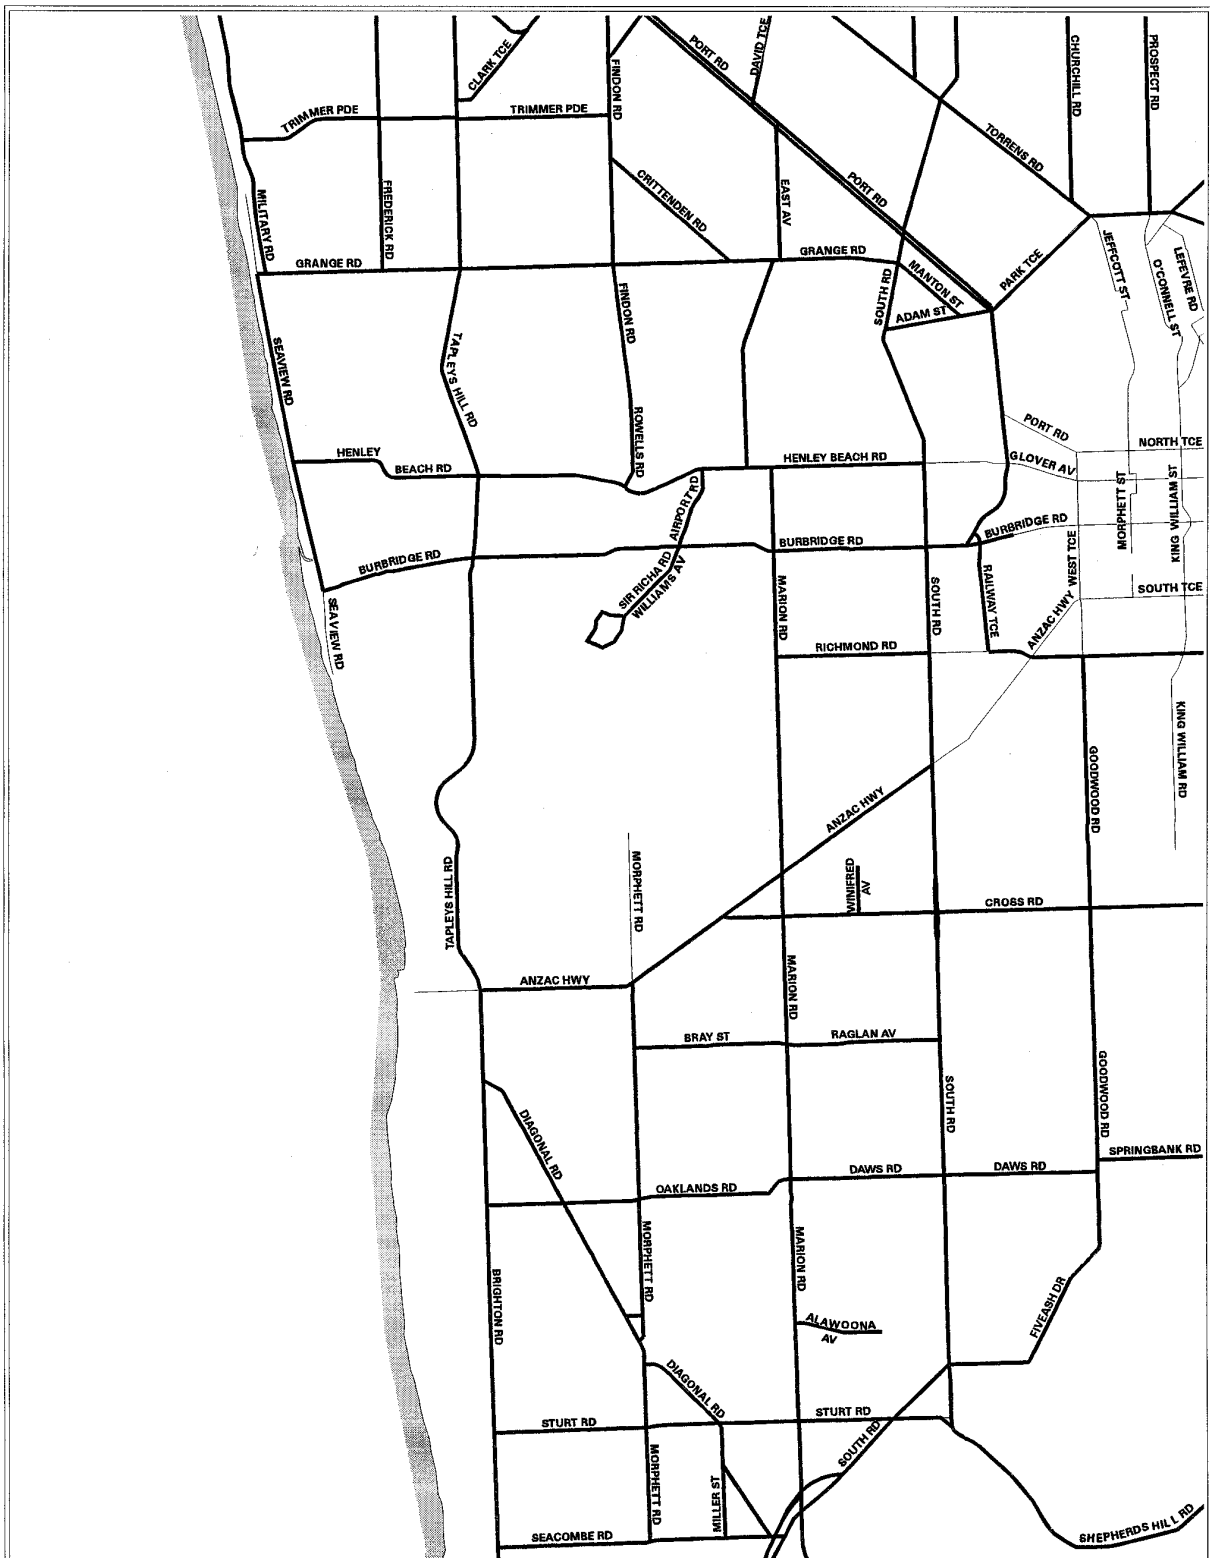 CLARK TCE
FINDON RD
PORT RD
DAVID TCE
CHURCHILL RD
PROSPECT RD
TRIMMER PDE
TRIMMER PDE
TORRENS RD
MILITARY RD
FREDERICK RD
CRITTENDEN RD
EAST AV
PORT RD
GRANGE RD
GRANGE RD
MANTON ST
PARK TCE
JEFFCOTT ST
O'CONNELL ST
LEFEVRE RD
SEAVIEW RD
TAPLEYS HILL RD
FINDON RD
SOUTH RD
ADAM ST
ROWELLS RD
PORT RD
NORTH TCE
HENLEY
BEACH RD
HENLEY BEACH RD
GLOVER AV
AIRPORT RD
MORPHETT ST
KING WILLIAM ST
BURBRIDGE RD
BURBRIDGE RD
BURBRIDGE RD
WEST TCE
SIR RICHA RD
WILLIAMS AV
SEAVIEW RD
MARION RD
SOUTH RD
RAILWAY TCE
ANZAC HWY
SOUTH TCE
RICHMOND RD
KING WILLIAM RD
GOODWOOD RD
ANZAC HWY
TAPLEYS HILL RD
MORPHETT RD
WINIFRED
AV
CROSS RD
ANZAC HWY
MARION RD
BRAY ST
RAGLAN AV
SOUTH RD
GOODWOOD RD
DIAGONAL RD
SPRINGBANK RD
DAWS RD
DAWS RD
OAKLANDS RD
BRIGHTON RD
MORPHETT RD
MARION RD
FIVEASH DR
ALAWOONA
AV
DIAGONAL RD
STURT RD
STURT RD
SOUTH RD
MORPHETT RD
MILLER ST
SEACOMBE RD
SHEPHERDS HILL RD